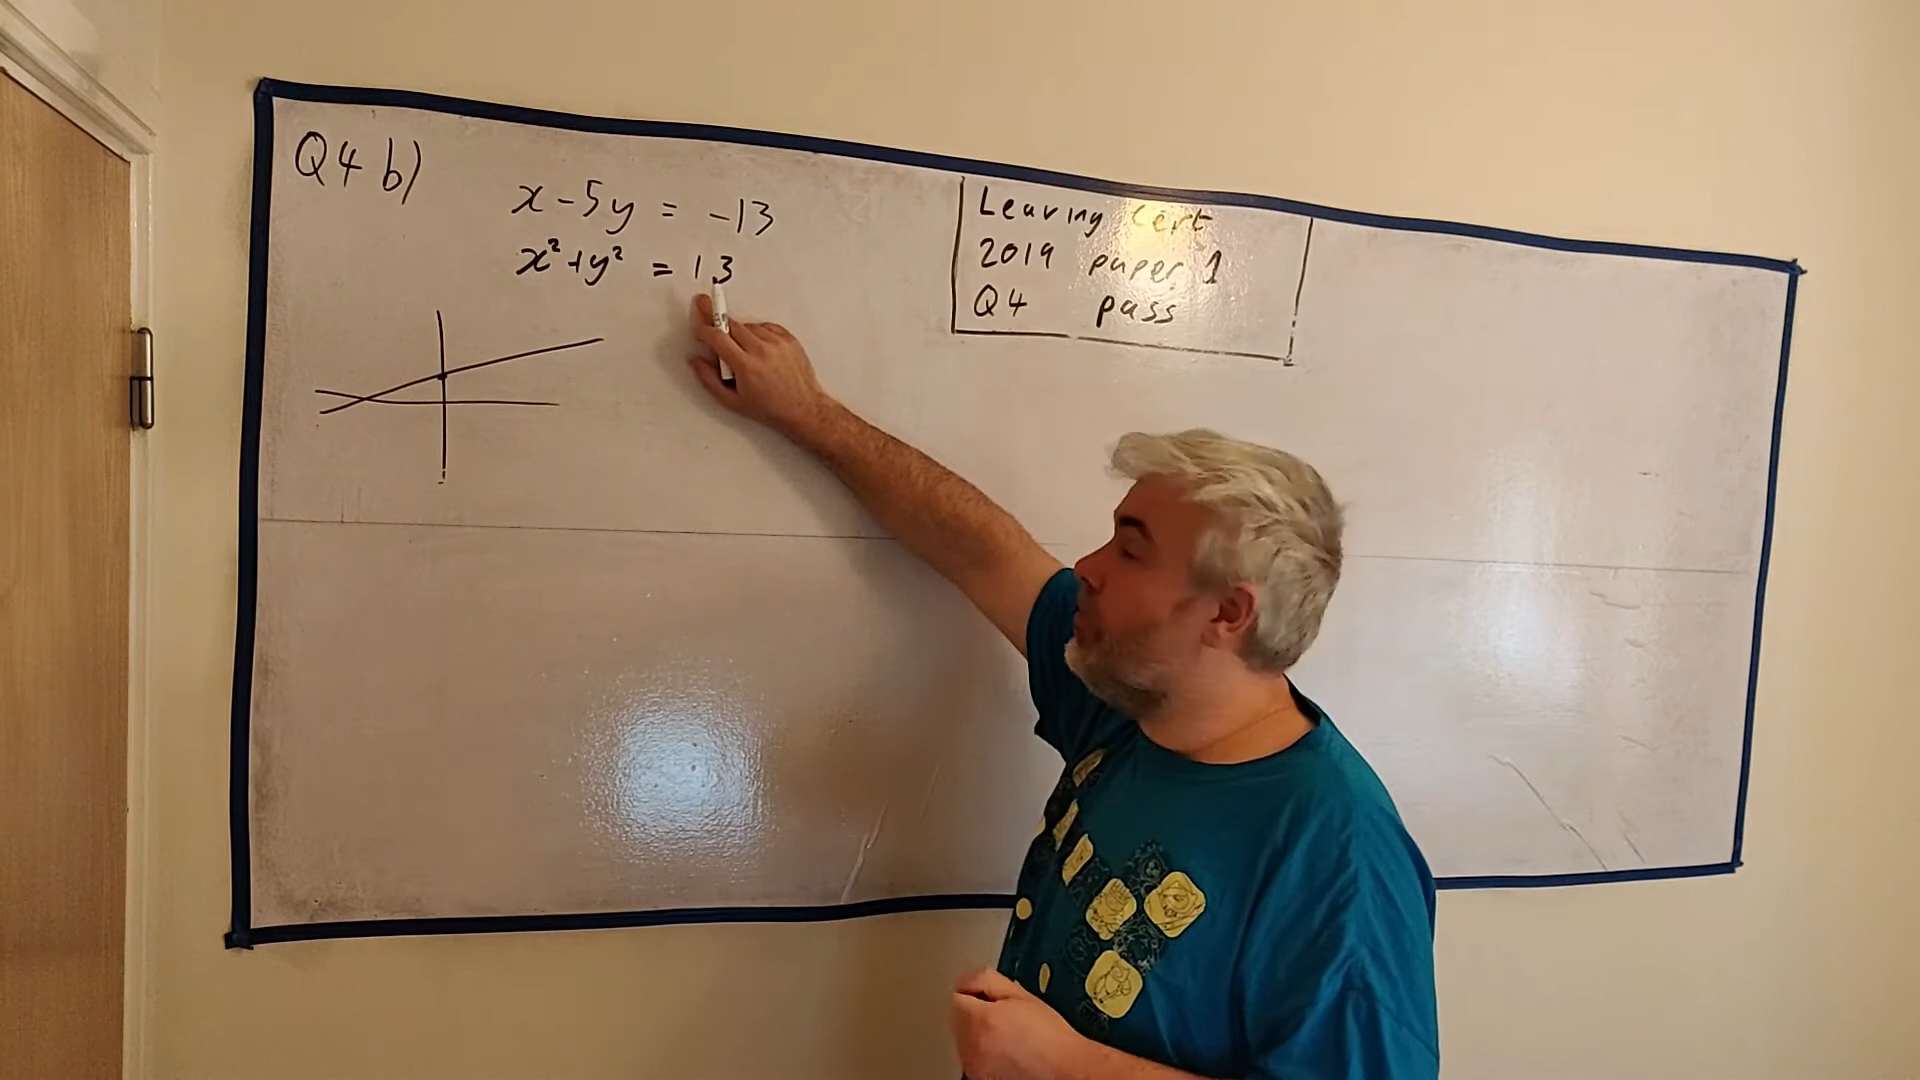 Q4 b)
x - 5y = -13
x² + y² = 13
Leaving Cert
2019 paper 1
Q4 pass